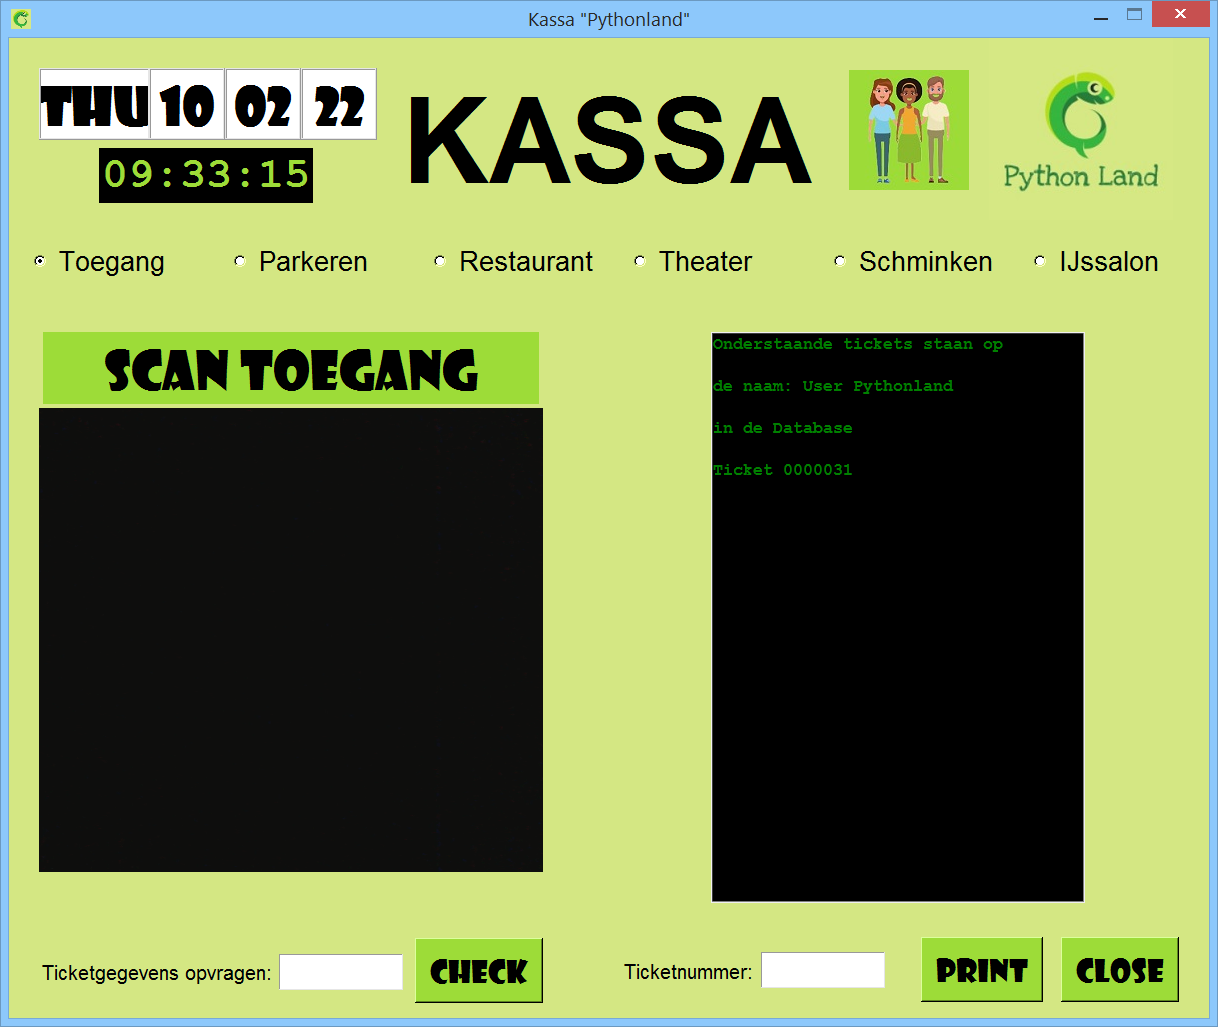 Kassa "Pythonland"
THU 10 02 22
09:33:15
KASSA
Python Land
Toegang Parkeren Restaurant Theater Schminken IJssalon
SCAN TOEGANG
Onderstaande tickets staan op
de naam: User Pythonland
in de Database
Ticket 0000031
Ticketgegevens opvragen: CHECK
Ticketnummer: PRINT CLOSE